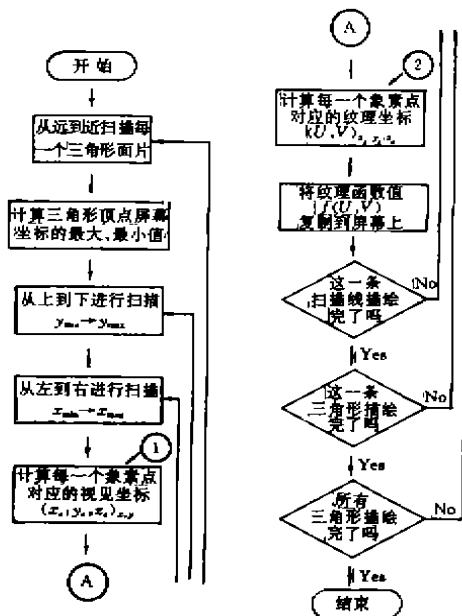 开始
从远到近扫描每
一个三角形面片
计算三角形顶点屏幕
坐标的最大、最小值
从上到下进行扫描
从左到右进行扫描
1
计算每一个象素点
对应的视见坐标
A
A
2
计算每一个象素点
对应的纹理坐标
将纹理函数值
f(U,V)
复制到屏幕上
这一条
扫描线描绘
完了吗
No
Yes
这一条
三角形描绘
完了吗
No
Yes
所有
三角形描绘
完了吗
No
Yes
结束